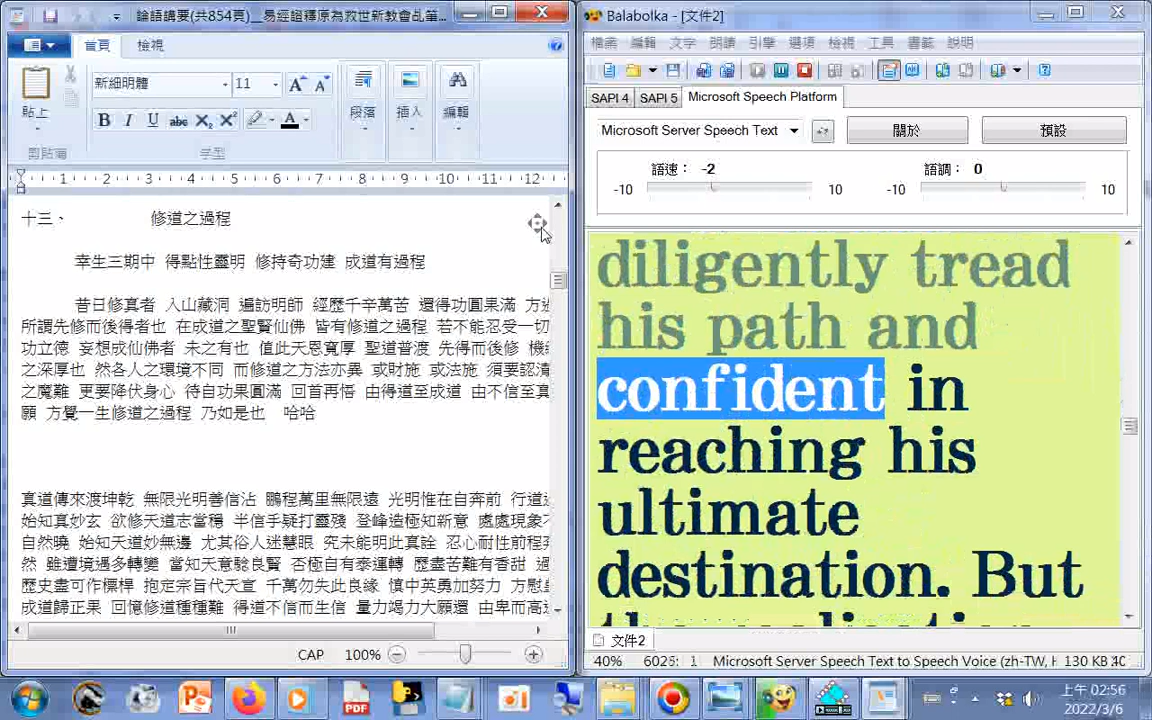 論語講要(共854頁)__易經證釋原為救世新教會乩筆...
首頁 檢視
新細明體 11
貼上
段落 插入 編輯
剪貼簿 字型
1 2 3 4 5 6 7 8 9 10 11 12
十三、 修道之過程
幸生三期中 得點性靈明 修持奇功建 成道有過程
昔日修真者 入山藏洞 遍訪明師 經歷千辛萬苦 還得功圓果滿 方
所謂先修而後得者也 在成道之聖賢仙佛 皆有修道之過程 若不能忍受一切
功立德 妄想成仙佛者 未之有也 值此天恩寬厚 聖道普渡 先得而後修
之深厚也 然各人之環境不同 而修道之方法亦異 或財施 或法施 須要認清
之魔難 更要降伏身心 待自功果圓滿 回首再悟 由得道至成道 由不信至真
願 方覺一生修道之過程 乃如是也 哈哈
真道傳來渡坤乾 無限光明善信沾 鵬程萬里無限遠 光明惟在自奔前 行道
始知真妙玄 欲修天道志當穩 半信半疑打靈殘 登峰造極知新意 處處現象
自然曉 始知天道妙無邊 尤其俗人迷慧眼 究未能明此真詮 忍心耐性前程
然 雖遭境遇多轉變 當知天意驗良賢 否極自有泰運轉 歷盡苦難有香甜 過
歷史盡可作標桿 抱定宗旨代天宣 千萬勿失此良緣 慎中英勇加努力 方慰
成道歸正果 回憶修道種種難 得道不信而生信 量力竭力大願還 由卑而高
CAP 100%
Balabolka - [文件2]
檔案 編輯 文字 朗讀 引擎 選項 檢視 工具 書籤 說明
SAPI 4 SAPI 5 Microsoft Speech Platform
Microsoft Server Speech Text 關於 預設
語速： -2 語調： 0
-10 10 -10 10
diligently tread
his path and
confident in
reaching his
ultimate
destination. But
文件2
40% 6026: 1 Microsoft Server Speech Text to Speech Voice (zh-TW, H 130 KB
上午 02:56
2022/3/6